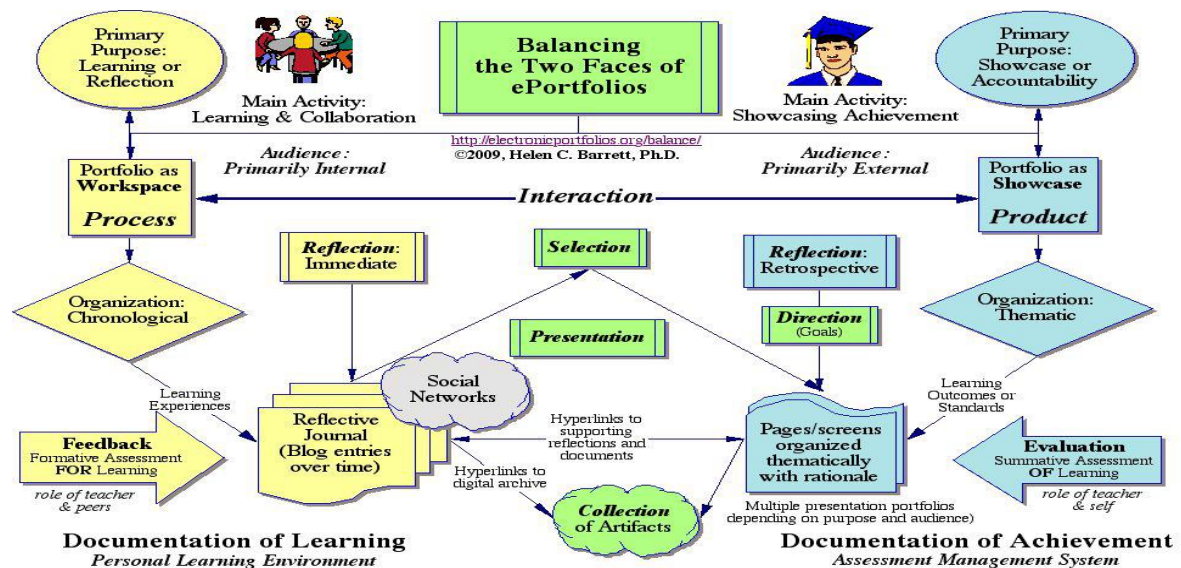 Primary
Purpose:
Learning or
Reflection
Main Activity:
Learning & Collaboration
Balancing
the Two Faces of
ePortfolios
http://electronicportfolios.org/balance/
©2009, Helen C. Barrett, Ph.D.
Main Activity:
Showcasing Achievement
Primary
Purpose:
Showcase or
Accountability
Audience:
Primarily Internal
Audience:
Primarily External
Portfolio as
Workspace
Process
Interaction
Portfolio as
Showcase
Product
Reflection:
Immediate
Selection
Reflection:
Retrospective
Organization:
Chronological
Presentation
Direction
(Goals)
Organization:
Thematic
Learning
Experiences
Social
Networks
Learning
Outcomes or
Standards
Feedback
Formative Assessment
FOR Learning
role of teacher
& peers
Reflective
Journal
(Blog entries
over time)
Hyperlinks to
supporting
reflections and
documents
Hyperlinks to
digital archive
Collection
of Artifacts
Pages/screens
organized
thematically
with rationale
Multiple presentation portfolios
depending on purpose and audience)
Evaluation
Summative Assessment
OF Learning
role of teacher
& self
Documentation of Learning
Personal Learning Environment
Documentation of Achievement
Assessment Management System